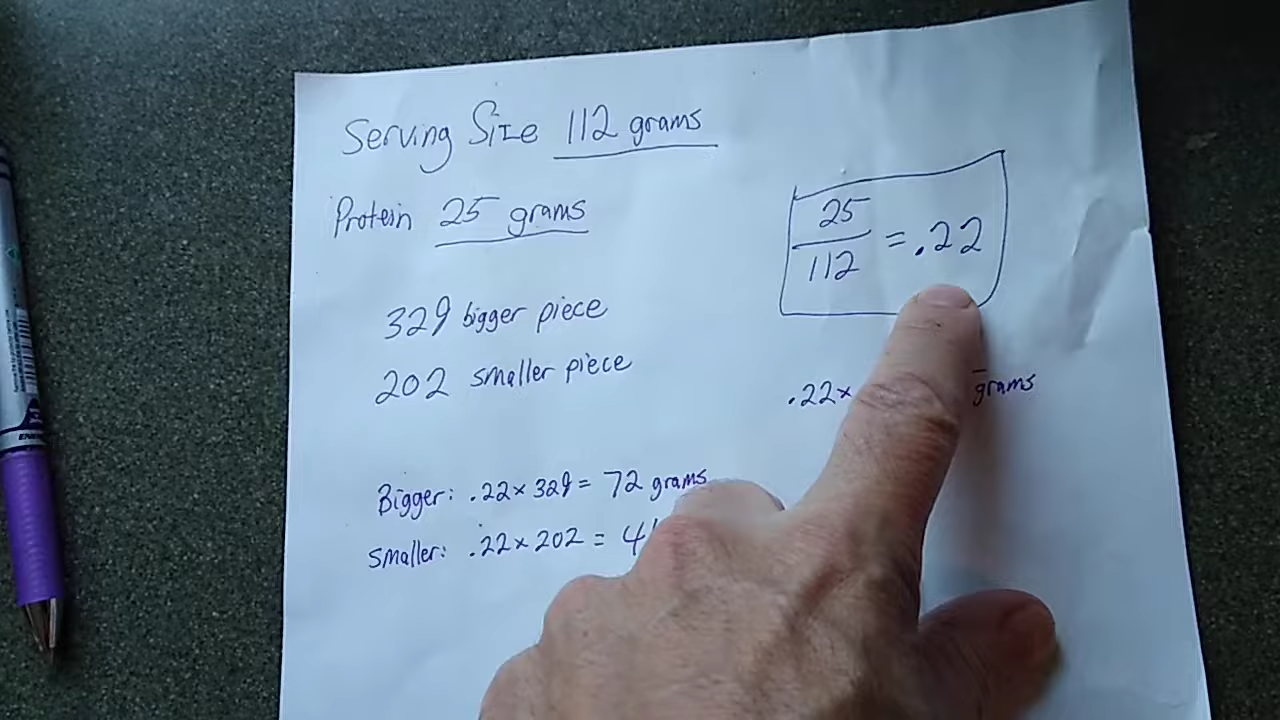 Serving Size 112 grams
Protein 25 grams
25
112
= .22
329 bigger piece
202 smaller piece
.22×
grams
Bigger: .22×329 = 72 grams
Smaller: .22×202 = 4